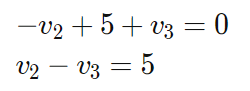 −v₂ + 5 + v₃ = 0
v₂ − v₃ = 5